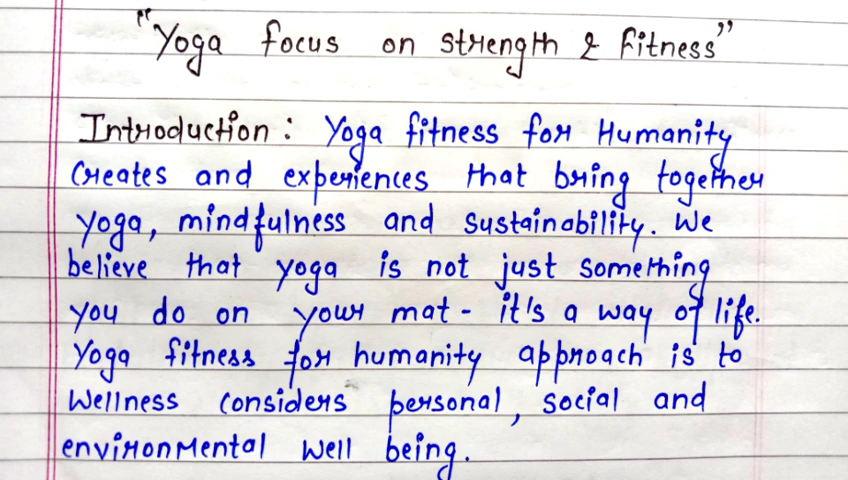 "Yoga focus on strength & Fitness"
Introduction: Yoga fitness for Humanity
Creates and experiences that bring together
yoga, mindfulness and sustainability. We
believe that yoga is not just something
you do on your mat - it's a way of life.
Yoga fitness for humanity approach is to
Wellness considers personal, social and
environmental well being.